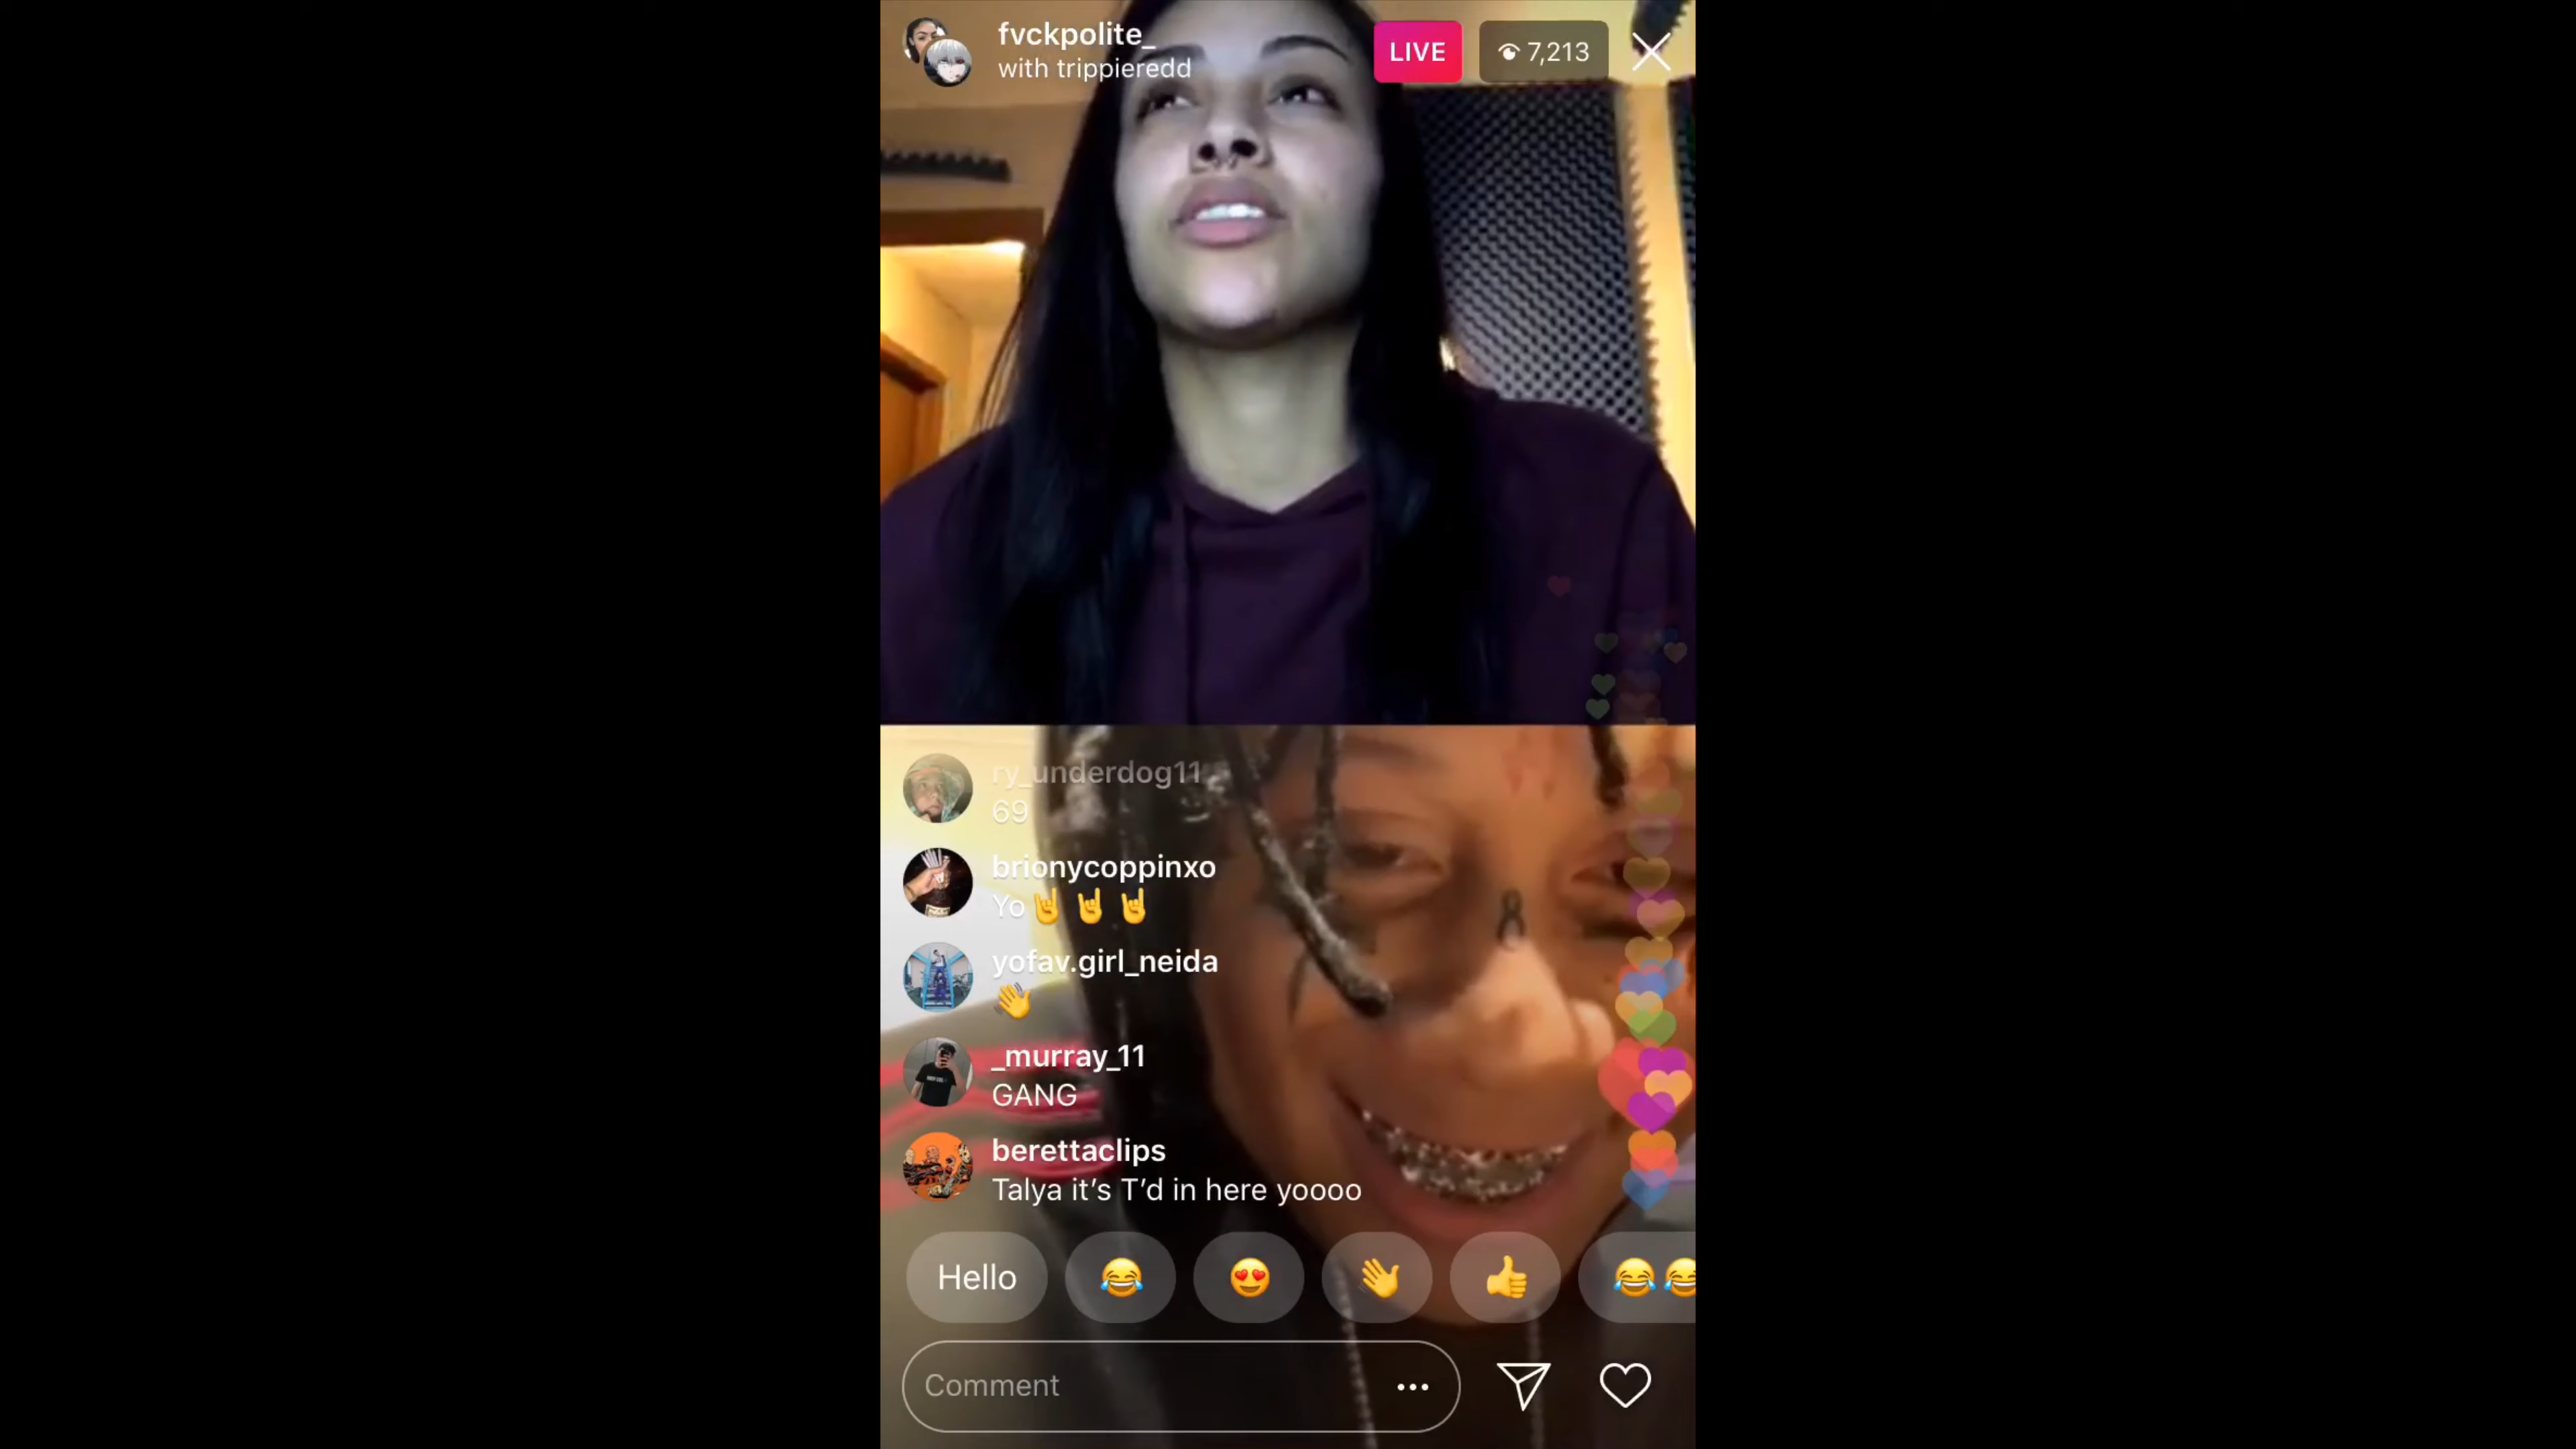 fvckpolite_
with trippieredd
LIVE
7,213
ry_underdog11
69
brionycoppinxo
Yo🤘🤘🤘
yofav.girl_neida
👋
_murray_11
GANG
berettaclips
Talya it’s T’d in here yoooo
Hello
😂
😍
👋
👍
😂😂
Comment